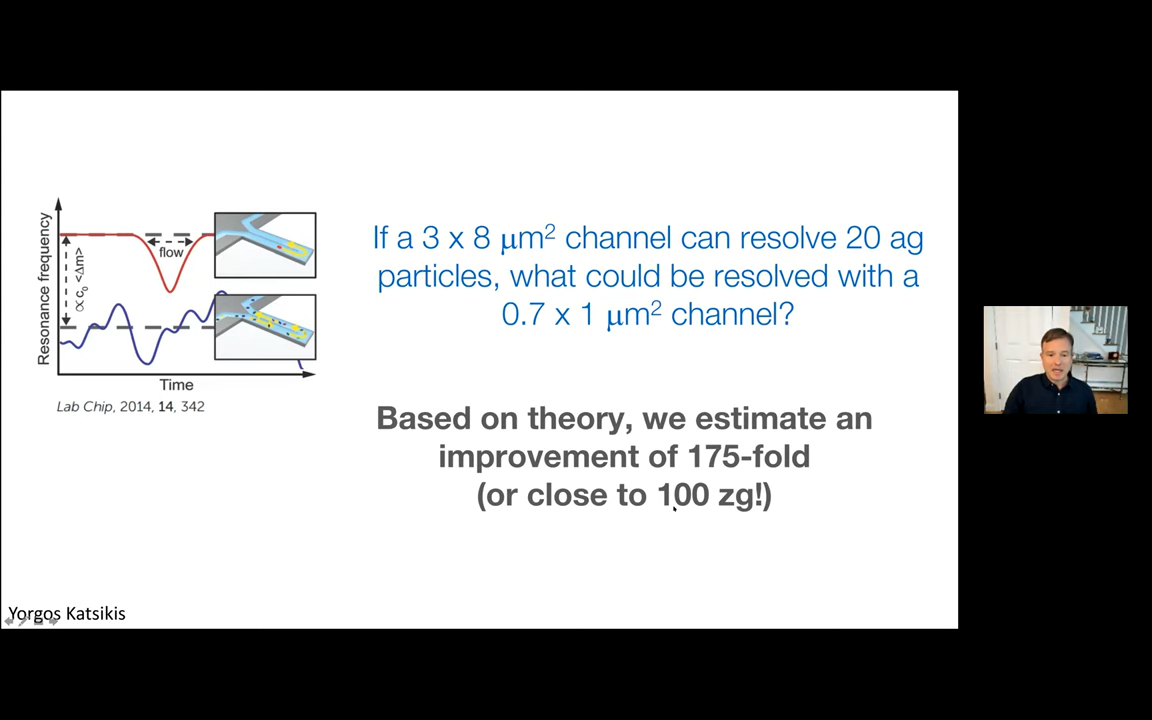 Resonance frequency
∝ c₀ <Δm>
flow
Time
Lab Chip, 2014, 14, 342
If a 3 x 8 μm² channel can resolve 20 ag
particles, what could be resolved with a
0.7 x 1 μm² channel?
Based on theory, we estimate an
improvement of 175-fold
(or close to 100 zg!)
Yorgos Katsikis